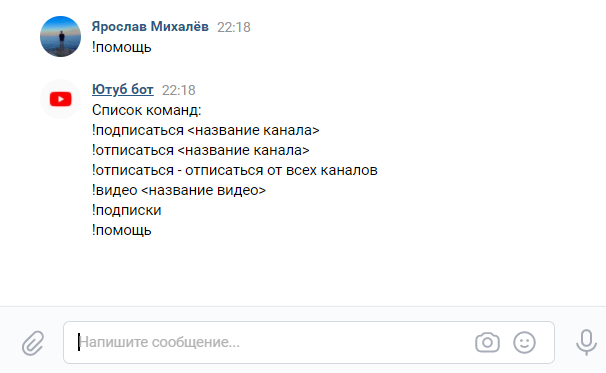 Ярослав Михалёв 22:18
!помощь
Ютуб бот 22:18
Список команд:
!подписаться <название канала>
!отписаться <название канала>
!отписаться - отписаться от всех каналов
!видео <название видео>
!подписки
!помощь
Напишите сообщение...